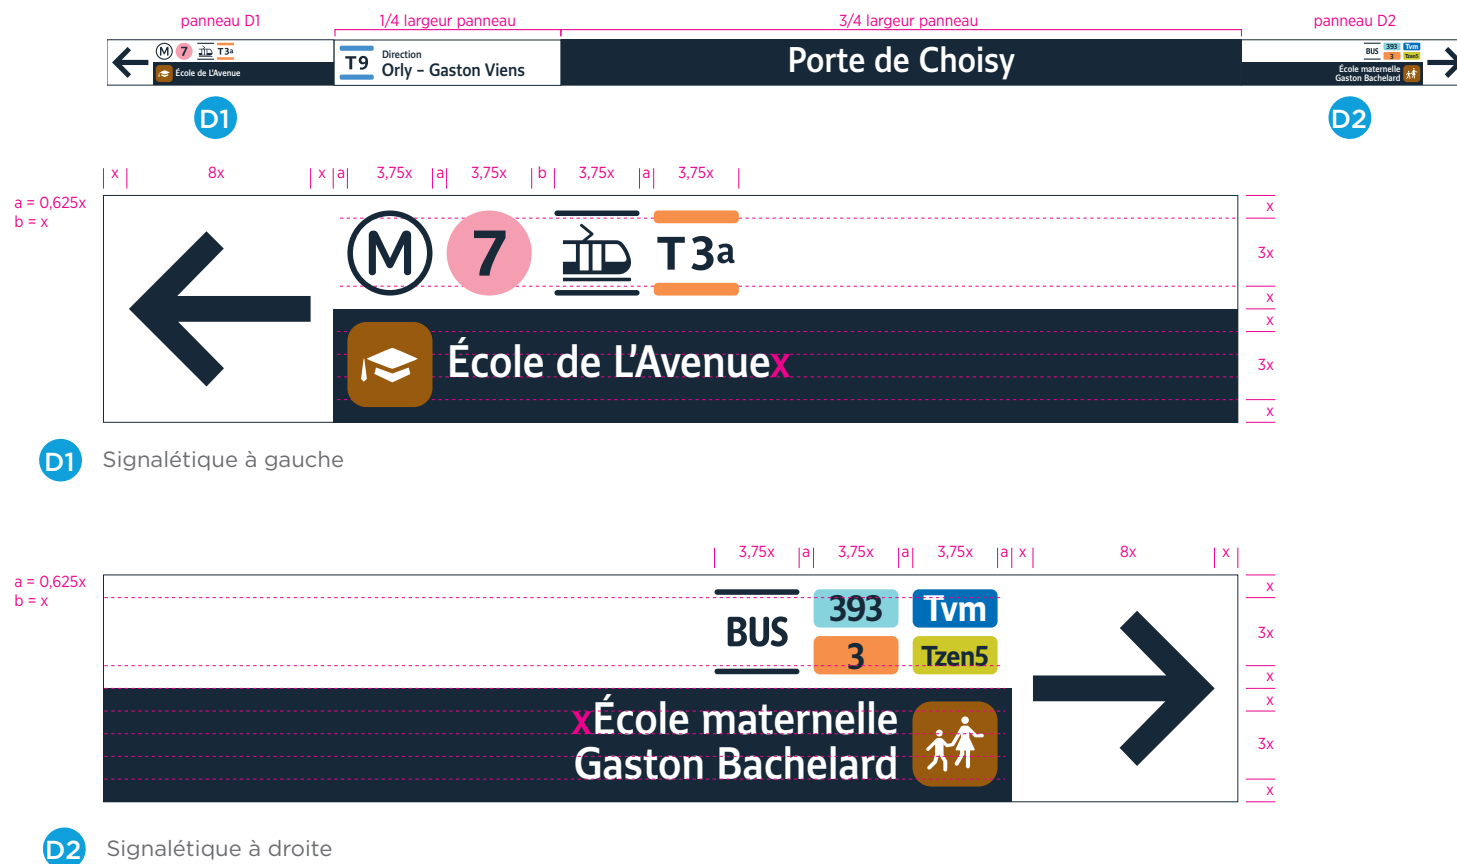 panneau D1
1/4 largeur panneau
3/4 largeur panneau
panneau D2
M 7 T3a
École de L'Avenue
T9
Direction
Orly – Gaston Viens
Porte de Choisy
BUS 393 Tvm
3 Tzen5
École maternelle
Gaston Bachelard
D1
D2
x 8x x a 3,75x a 3,75x b 3,75x a 3,75x
a = 0,625x
b = x
M 7 T3a
École de L'Avenuex
x
3x
x
x
3x
x
D1 Signalétique à gauche
3,75x a 3,75x a 3,75x a x 8x x
a = 0,625x
b = x
BUS 393 Tvm
3 Tzen5
xÉcole maternelle
Gaston Bachelard
x
3x
x
x
3x
x
D2 Signalétique à droite